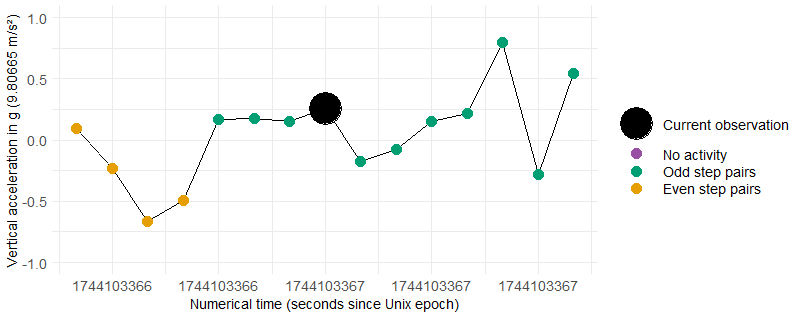 Vertical acceleration in g (9.80665 m/s²)
1.0
0.5
0.0
-0.5
-1.0
1744103366 1744103366 1744103367 1744103367 1744103367
Numerical time (seconds since Unix epoch)
Current observation
No activity
Odd step pairs
Even step pairs